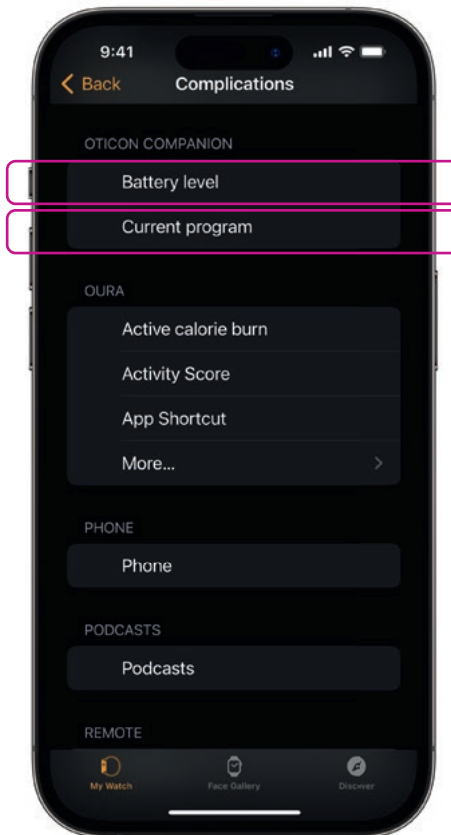 9:41
Back Complications
OTICON COMPANION
Battery level
Current program
OURA
Active calorie burn
Activity Score
App Shortcut
More...
PHONE
Phone
PODCASTS
Podcasts
REMOTE
My Watch Face Gallery Discover